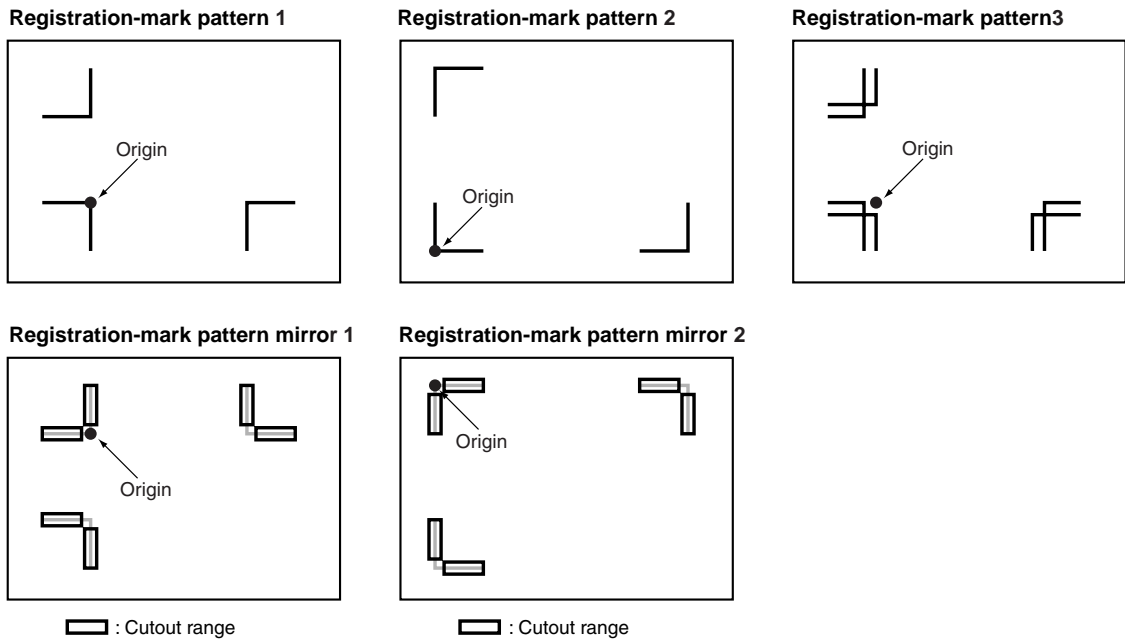 Registration-mark pattern 1
Registration-mark pattern 2
Registration-mark pattern3
Origin
Origin
Origin
Registration-mark pattern mirror 1
Registration-mark pattern mirror 2
Origin
Origin
: Cutout range
: Cutout range